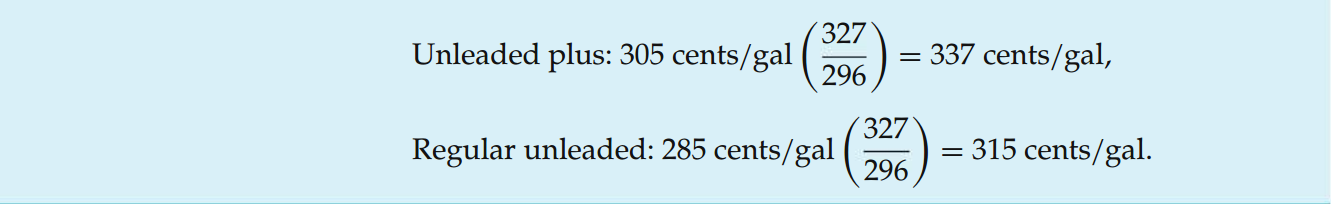 Unleaded plus: 305 cents/gal (327/296) = 337 cents/gal,
Regular unleaded: 285 cents/gal (327/296) = 315 cents/gal.